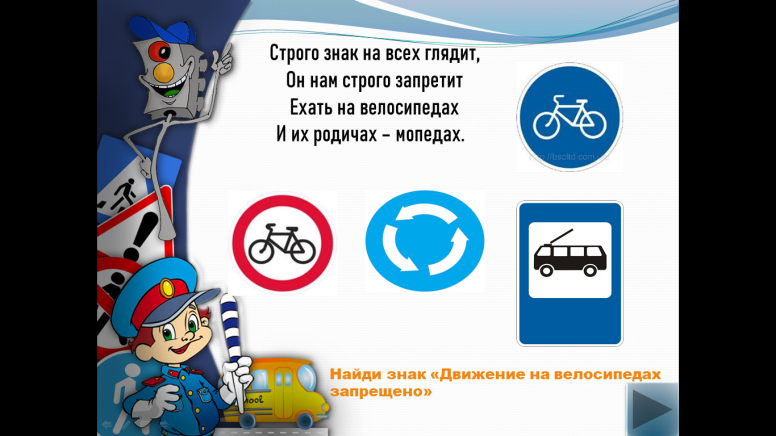 Строго знак на всех глядит,
Он нам строго запретит
Ехать на велосипедах
И их родичах – мопедах.
Найди знак «Движение на велосипедах
запрещено»